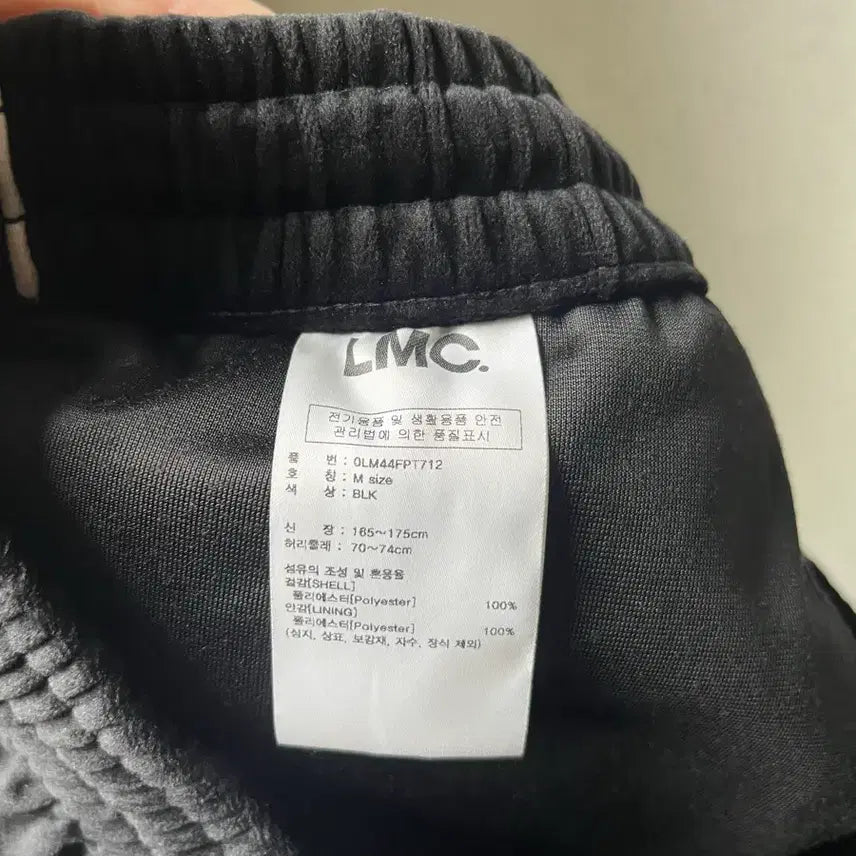 LMC.
전기용품 및 생활용품 안전
관리법에 의한 품질표시
품 번 : 0LM44FPT712
호 칭 : M size
색 상 : BLK
신 장 : 165~175cm
허리둘레 : 70~74cm
섬유의 조성 및 혼용율
겉감[SHELL]
폴리에스터[Polyester] 100%
안감[LINING]
폴리에스터[Polyester] 100%
(심지, 상표, 보강재, 자수, 장식 제외)